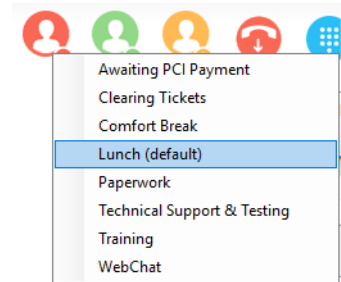 Awaiting PCI Payment
Clearing Tickets
Comfort Break
Lunch (default)
Paperwork
Technical Support & Testing
Training
WebChat